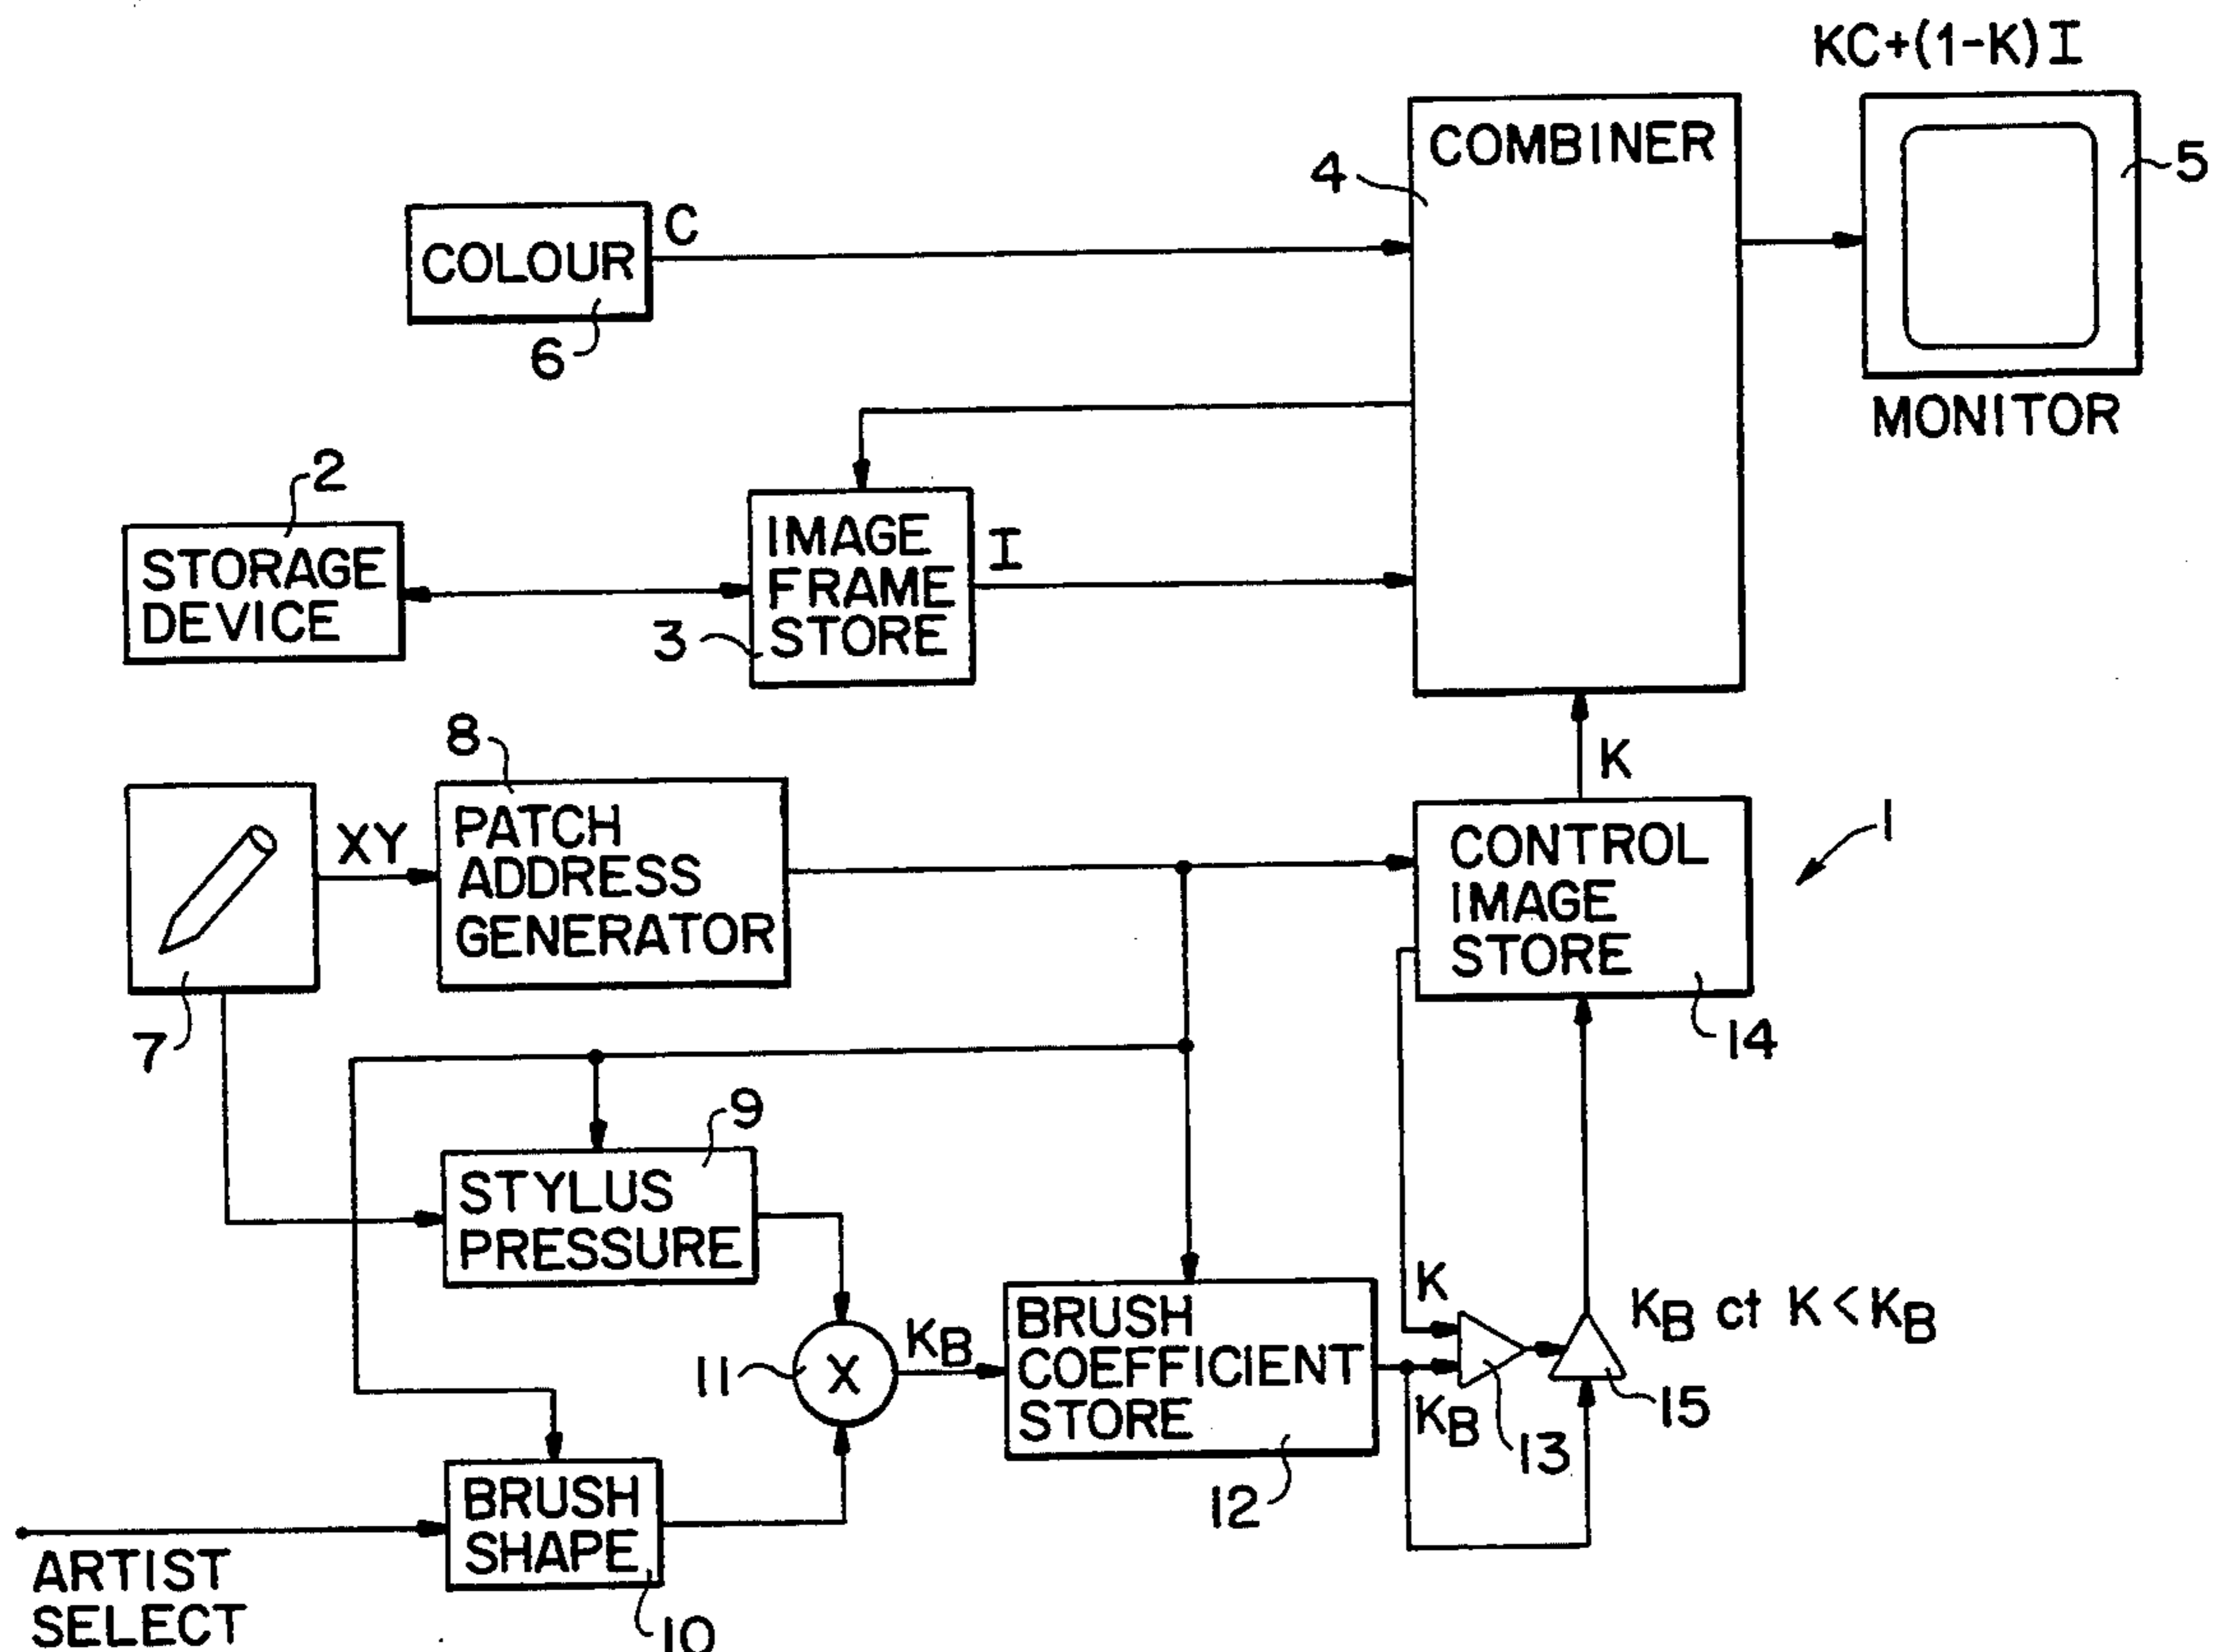 KC+(1-K)I
COMBINER
4
5
COLOUR
C
6
MONITOR
2
STORAGE
DEVICE
IMAGE
FRAME
STORE
I
3
8
K
XY
PATCH
ADDRESS
GENERATOR
7
CONTROL
IMAGE
STORE
1
14
9
STYLUS
PRESSURE
K
11
X
KB
BRUSH
COEFFICIENT
STORE
12
KB
13
KB ct K < KB
15
BRUSH
SHAPE
10
ARTIST
SELECT